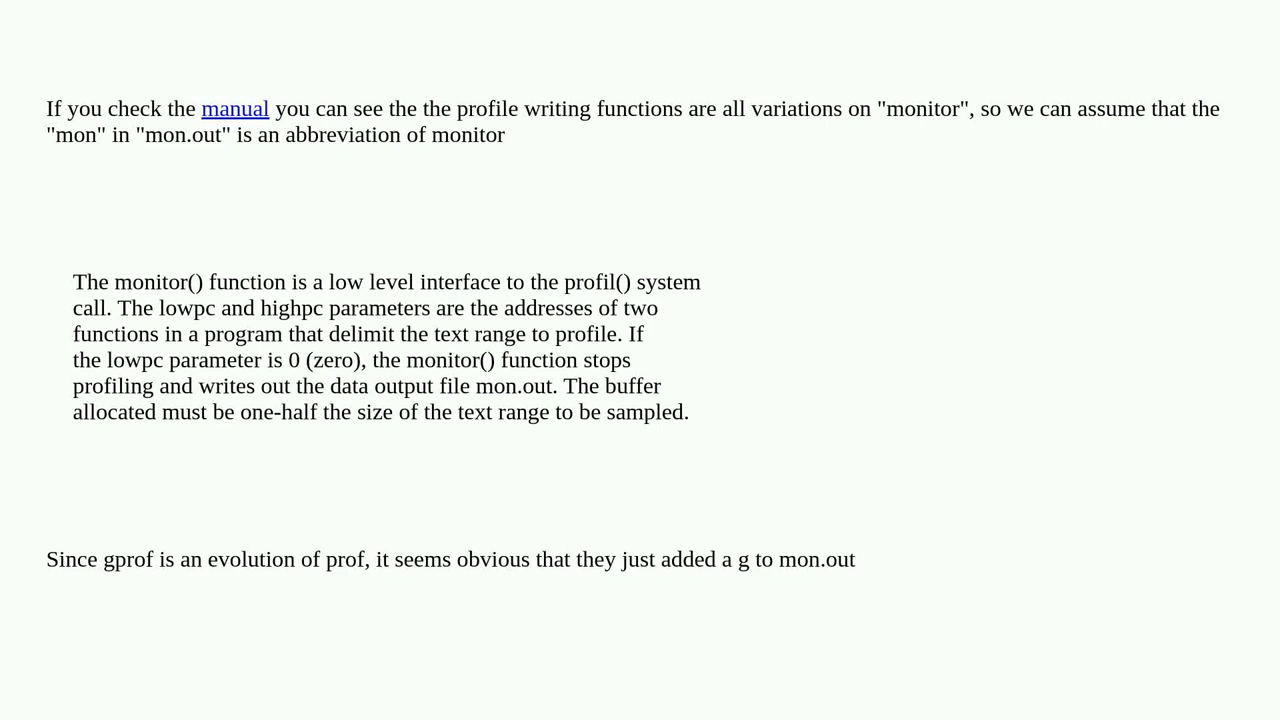 If you check the manual you can see the the profile writing functions are all variations on "monitor", so we can assume that the
"mon" in "mon.out" is an abbreviation of monitor
The monitor() function is a low level interface to the profil() system
call. The lowpc and highpc parameters are the addresses of two
functions in a program that delimit the text range to profile. If
the lowpc parameter is 0 (zero), the monitor() function stops
profiling and writes out the data output file mon.out. The buffer
allocated must be one-half the size of the text range to be sampled.
Since gprof is an evolution of prof, it seems obvious that they just added a g to mon.out